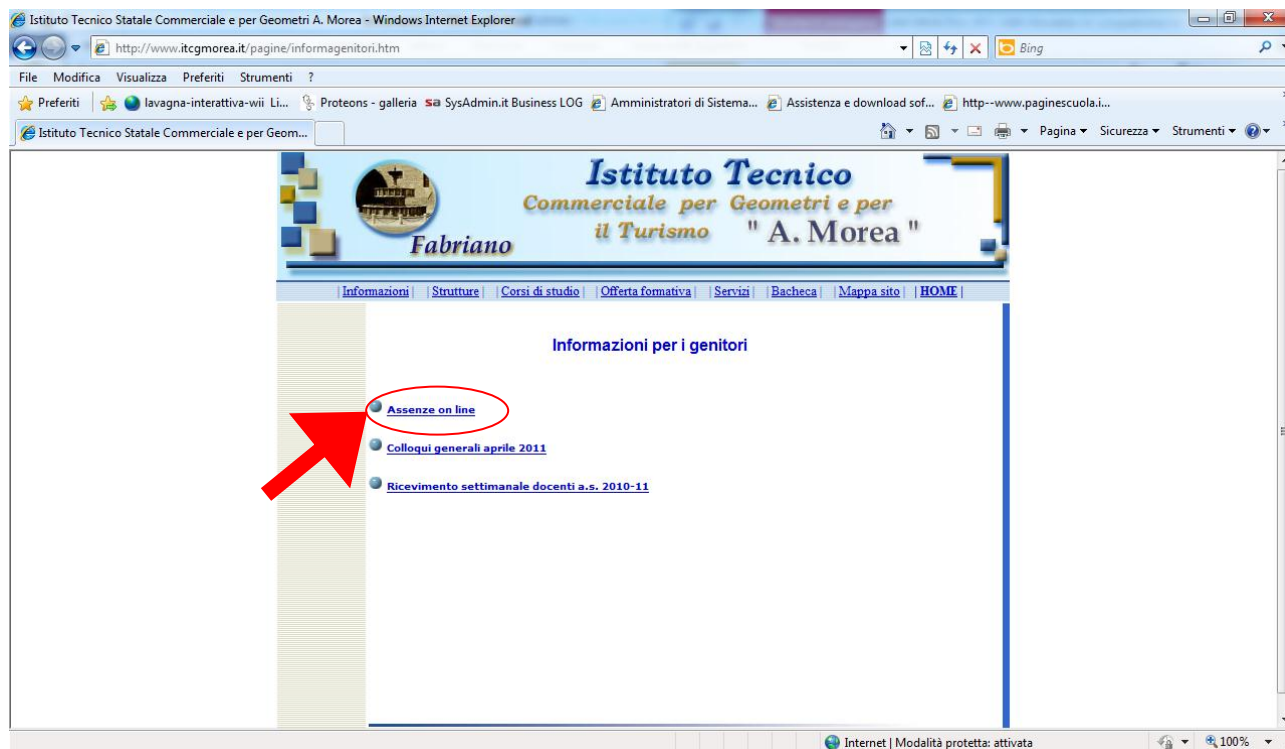 Istituto Tecnico Statale Commerciale e per Geometri A. Morea - Windows Internet Explorer
http://www.itcgmorea.it/pagine/informagenitori.htm
Bing
File Modifica Visualizza Preferiti Strumenti ?
Preferiti lavagna-interattiva-wii Li... Proteons - galleria sa SysAdmin.it Business LOG Amministratori di Sistema... Assistenza e download sof... http--www.paginescuola.i...
Istituto Tecnico Statale Commerciale e per Geom...
Pagina Sicurezza Strumenti
Istituto Tecnico
Commerciale per Geometri e per
il Turismo " A. Morea "
Fabriano
|Informazioni| |Strutture| |Corsi di studio| |Offerta formativa| |Servizi| |Bacheca| |Mappa sito| |HOME|
Informazioni per i genitori
Assenze on line
Colloqui generali aprile 2011
Ricevimento settimanale docenti a.s. 2010-11
Internet | Modalità protetta: attivata
100%